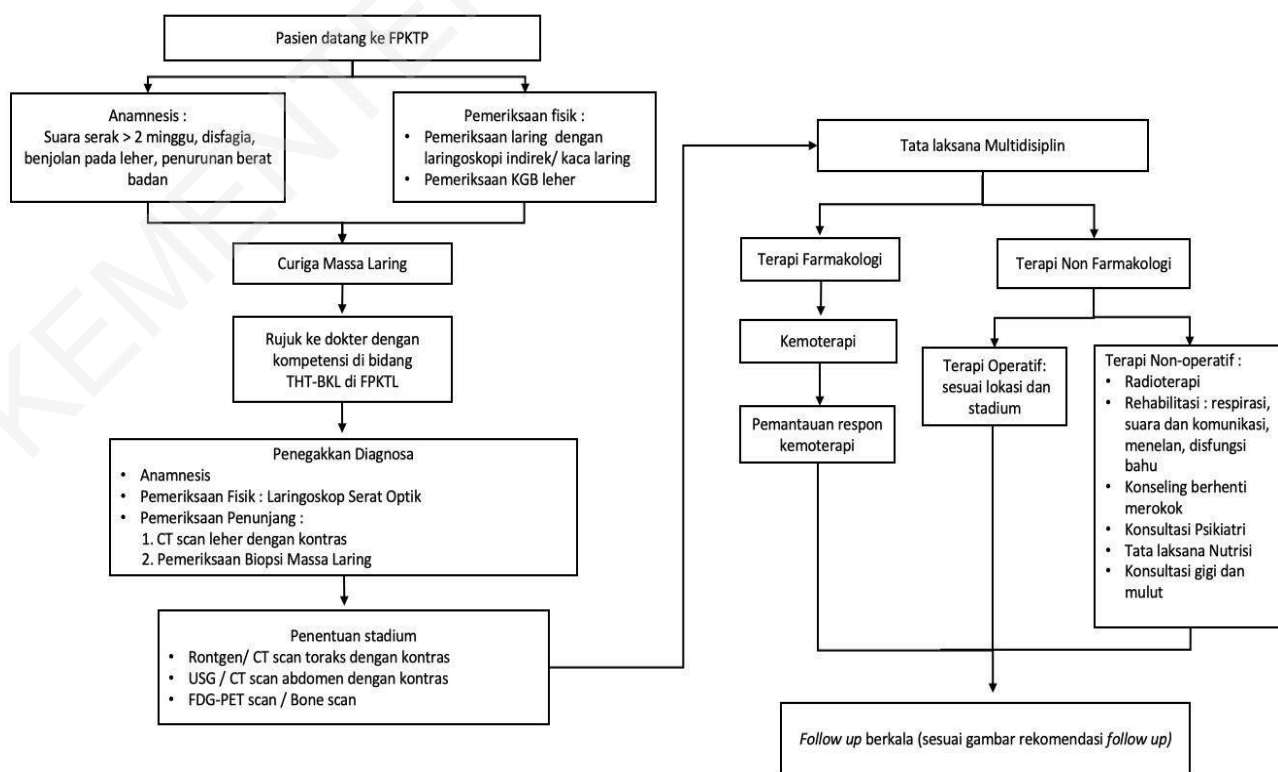 Pasien datang ke FPKTP
Anamnesis :
Suara serak > 2 minggu, disfagia,
benjolan pada leher, penurunan berat
badan
Pemeriksaan fisik :
• Pemeriksaan laring dengan
laringoskopi indirek/ kaca laring
• Pemeriksaan KGB leher
Curiga Massa Laring
Rujuk ke dokter dengan
kompetensi di bidang
THT-BKL di FPKTL
Penegakkan Diagnosa
• Anamnesis
• Pemeriksaan Fisik : Laringoskop Serat Optik
• Pemeriksaan Penunjang :
1. CT scan leher dengan kontras
2. Pemeriksaan Biopsi Massa Laring
Penentuan stadium
• Rontgen/ CT scan toraks dengan kontras
• USG / CT scan abdomen dengan kontras
• FDG-PET scan / Bone scan
Tata laksana Multidisiplin
Terapi Farmakologi
Terapi Non Farmakologi
Kemoterapi
Pemantauan respon
kemoterapi
Terapi Operatif:
sesuai lokasi dan
stadium
Terapi Non-operatif :
• Radioterapi
• Rehabilitasi : respirasi,
suara dan komunikasi,
menelan, disfungsi
bahu
• Konseling berhenti
merokok
• Konsultasi Psikiatri
• Tata laksana Nutrisi
• Konsultasi gigi dan
mulut
Follow up berkala (sesuai gambar rekomendasi follow up)
KEMENTE